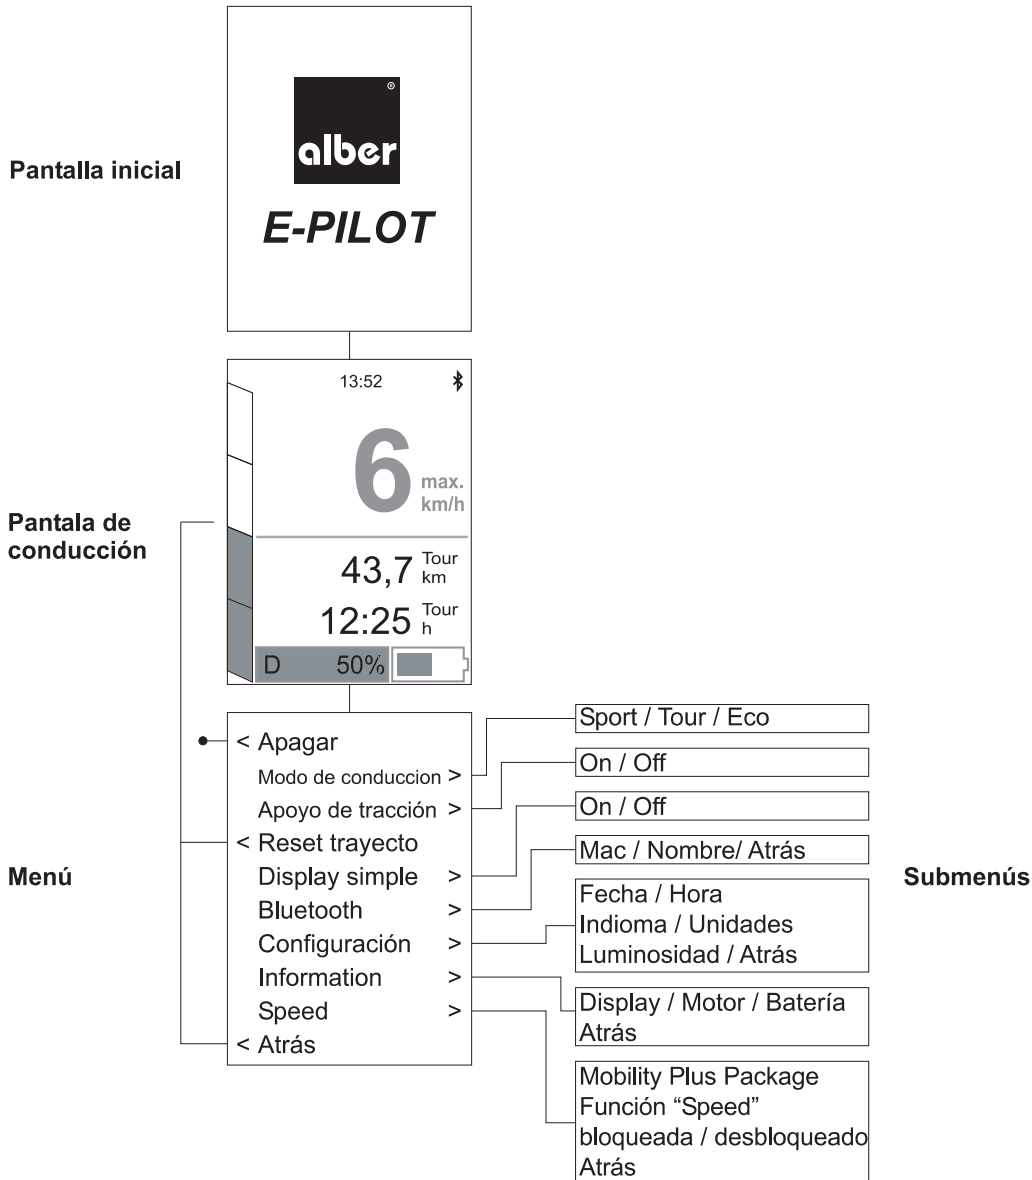 Pantalla inicial
®
alber
E-PILOT
Pantala de
conducción
13:52
6
max.
km/h
43,7 Tour
km
12:25 Tour
h
D 50%
Menú
< Apagar
Modo de conduccion >
Apoyo de tracción >
< Reset trayecto
Display simple >
Bluetooth >
Configuración >
Information >
Speed >
< Atrás
Submenús
Sport / Tour / Eco
On / Off
On / Off
Mac / Nombre/ Atrás
Fecha / Hora
Indioma / Unidades
Luminosidad / Atrás
Display / Motor / Batería
Atrás
Mobility Plus Package
Función “Speed”
bloqueada / desbloqueado
Atrás